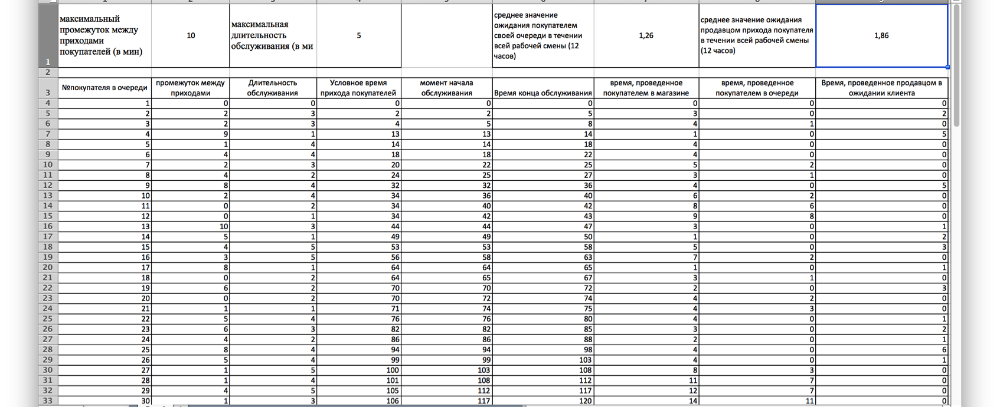 максимальный промежуток между приходами покупателей (в мин) 10 максимальная длительность обслуживания (в ми 5 среднее значение ожидания покупателем своей очереди в течении всей рабочей смены (12 часов) 1,26 среднее значение ожидания продавцом прихода покупателя в течении всей рабочей смены (12 часов) 1,86
1
2
3 №покупателя в очереди промежуток между приходами Длительность обслуживания Условное время прихода покупателей момент начала обслуживания Время конца обслуживания время, проведенное покупателем в магазине время, проведенное покупателем в очереди Время, проведенное продавцом в ожидании клиента
4 1 0 0 0 0 0 0 0 0
5 2 2 3 2 2 5 3 0 2
6 3 2 3 4 5 8 4 1 0
7 4 9 1 13 13 14 1 0 5
8 5 1 4 14 14 18 4 0 0
9 6 4 4 18 18 22 4 0 0
10 7 2 3 20 22 25 5 2 0
11 8 4 2 24 25 27 3 1 0
12 9 8 4 32 32 36 4 0 5
13 10 2 4 34 36 40 6 2 0
14 11 0 2 34 40 42 8 6 0
15 12 0 1 34 42 43 9 8 0
16 13 10 3 44 44 47 3 0 1
17 14 5 1 49 49 50 1 0 2
18 15 4 5 53 53 58 5 0 3
19 16 3 5 56 58 63 7 2 0
20 17 8 1 64 64 65 1 0 1
21 18 0 2 64 65 67 3 1 0
22 19 6 2 70 70 72 2 0 3
23 20 0 2 70 72 74 4 2 0
24 21 1 1 71 74 75 4 3 0
25 22 5 4 76 76 80 4 0 1
26 23 6 3 82 82 85 3 0 2
27 24 4 2 86 86 88 2 0 1
28 25 8 4 94 94 98 4 0 6
29 26 5 4 99 99 103 4 0 1
30 27 1 5 100 103 108 8 3 0
31 28 1 4 101 108 112 11 7 0
32 29 4 5 105 112 117 12 7 0
33 30 1 3 106 117 120 14 11 0